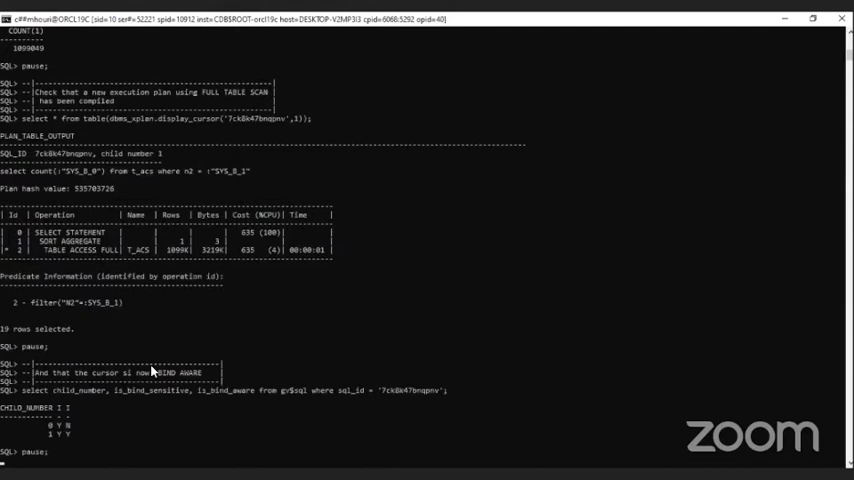 c##mhouri@ORCL19C [sid=10 ser#=52221 spid=10912 inst=CDB$ROOT-orcl19c host=DESKTOP-V2MP3I3 cpid=6068:5292 opid=40]
COUNT(1)
----------
1099049
SQL> pause;
SQL> --|------------------------------------------------------|
SQL> --|Check that a new execution plan using FULL TABLE SCAN |
SQL> --| has been compiled
SQL> --|------------------------------------------------------|
SQL> select * from table(dbms_xplan.display_cursor('7ck8k47bnqpnv',1));
PLAN_TABLE_OUTPUT
------------------------------------------------------------------------
SQL_ID  7ck8k47bnqpnv, child number 1
-------------------------------------
select count(:"SYS_B_0") from t_acs where n2 = :"SYS_B_1"
Plan hash value: 535703726
---------------------------------------------------------------------------
| Id | Operation | Name | Rows | Bytes | Cost (%CPU)| Time |
---------------------------------------------------------------------------
| 0 | SELECT STATEMENT | | | | 635 (100)| |
| 1 | SORT AGGREGATE | | 1 | 3 | | |
|* 2 | TABLE ACCESS FULL| T_ACS | 1099K| 3219K| 635 (4)| 00:00:01 |
---------------------------------------------------------------------------
Predicate Information (identified by operation id):
---------------------------------------------------
2 - filter("N2"=:SYS_B_1)
19 rows selected.
SQL> pause;
SQL> --|------------------------------------------|
SQL> --|And that the cursor si now BIND AWARE |
SQL> --|------------------------------------------|
SQL> select child_number, is_bind_sensitive, is_bind_aware from gv$sql where sql_id = '7ck8k47bnqpnv';
CHILD_NUMBER I I
------------ - -
0 Y N
1 Y Y
SQL> pause;
zoom